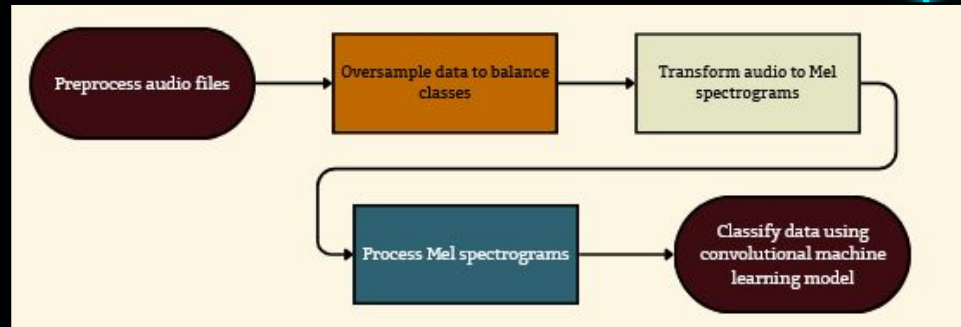 Preprocess audio files
Oversample data to balance
classes
Transform audio to Mel
spectrograms
Process Mel spectrograms
Classify data using
convolutional machine
learning model